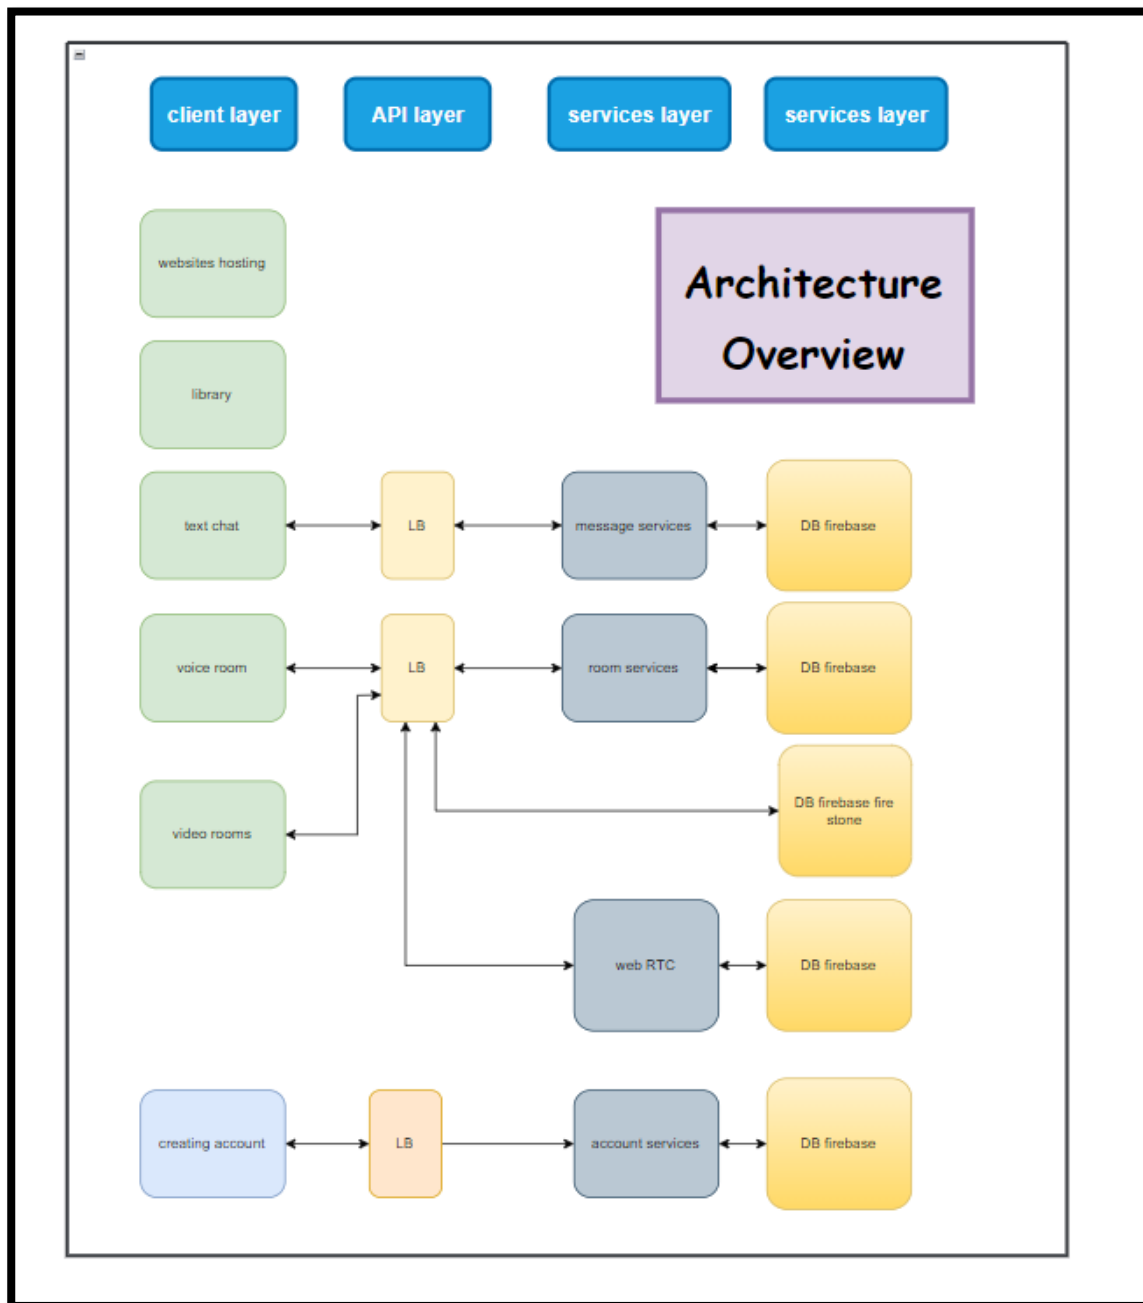 client layer
API layer
services layer
services layer
websites hosting
Architecture
Overview
library
text chat
LB
message services
DB firebase
voice room
LB
room services
DB firebase
video rooms
DB firebase fire
stone
web RTC
DB firebase
creating account
LB
account services
DB firebase